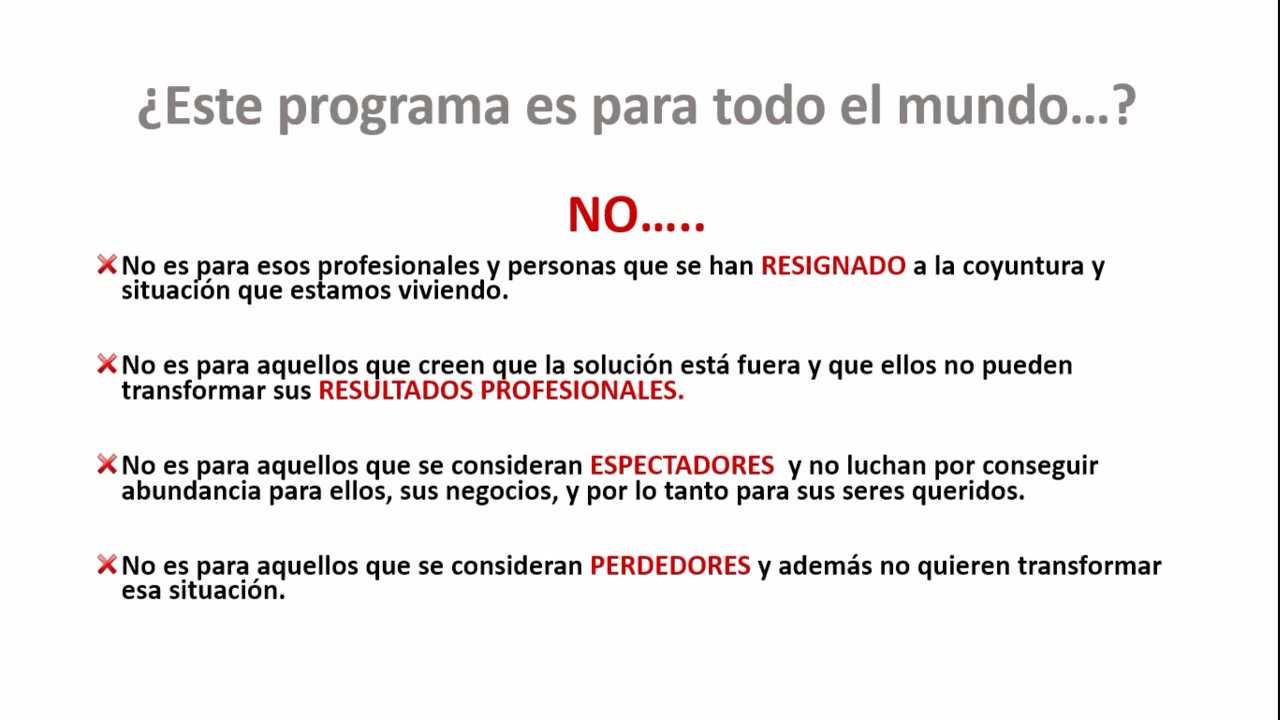 ¿Este programa es para todo el mundo...?
NO.....
No es para esos profesionales y personas que se han RESIGNADO a la coyuntura y
situación que estamos viviendo.
No es para aquellos que creen que la solución está fuera y que ellos no pueden
transformar sus RESULTADOS PROFESIONALES.
No es para aquellos que se consideran ESPECTADORES  y no luchan por conseguir
abundancia para ellos, sus negocios, y por lo tanto para sus seres queridos.
No es para aquellos que se consideran PERDEDORES y además no quieren transformar
esa situación.